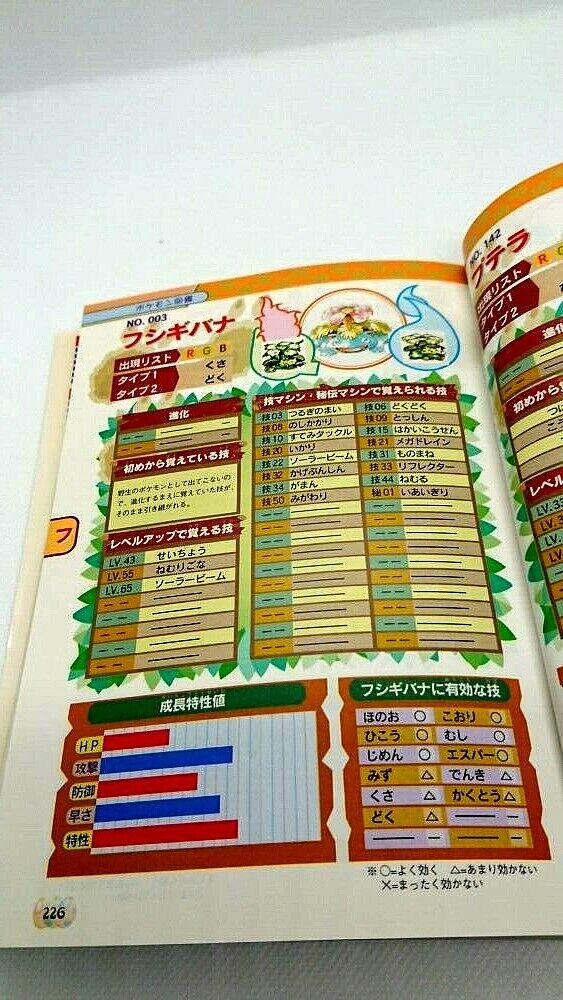 ポケモン図鑑
NO. 003
フシギバナ
出現リスト R G B
タイプ1 くさ
タイプ2 どく
進化
初めから覚えている技
野生のポケモンとして出てこないの
で、進化するまえに覚えていた技が、
そのまま引き継がれる。
レベルアップで覚える技
LV.43 せいちょう
LV.55 ねむりごな
LV.65 ソーラービーム
技マシン・秘伝マシンで覚えられる技
技03 つるぎのまい 技06 どくどく
技08 のしかかり 技09 とっしん
技10 すてみタックル 技15 はかいこうせん
技20 いかり 技21 メガドレイン
技22 ソーラービーム 技31 ものまね
技32 かげぶんしん 技33 リフレクター
技34 がまん 技44 ねむる
技50 みがわり 秘01 いあいぎり
フ
成長特性値
HP
攻撃
防御
早さ
特性
フシギバナに有効な技
ほのお ○ こおり ○
ひこう ○ むし ○
じめん ○ エスパー ○
みず △ でんき △
くさ △ かくとう △
どく △
※ ○=よく効く △=あまり効かない
×=まったく効かない
226
NO. 142
プテラ
出現リスト R
タイプ1
タイプ2
進化
初めから覚
レベル